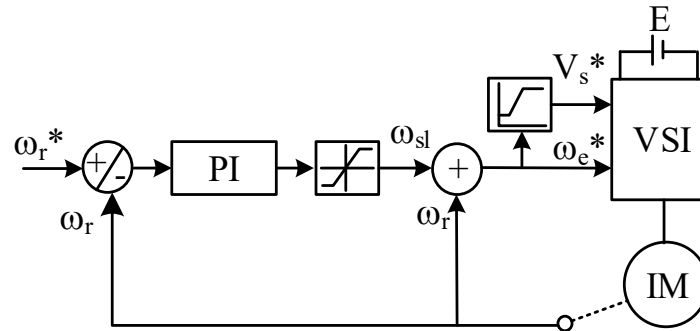 E
V_s*
ω_r* + - PI ω_sl + ω_e* VSI
ω_r ω_r
IM